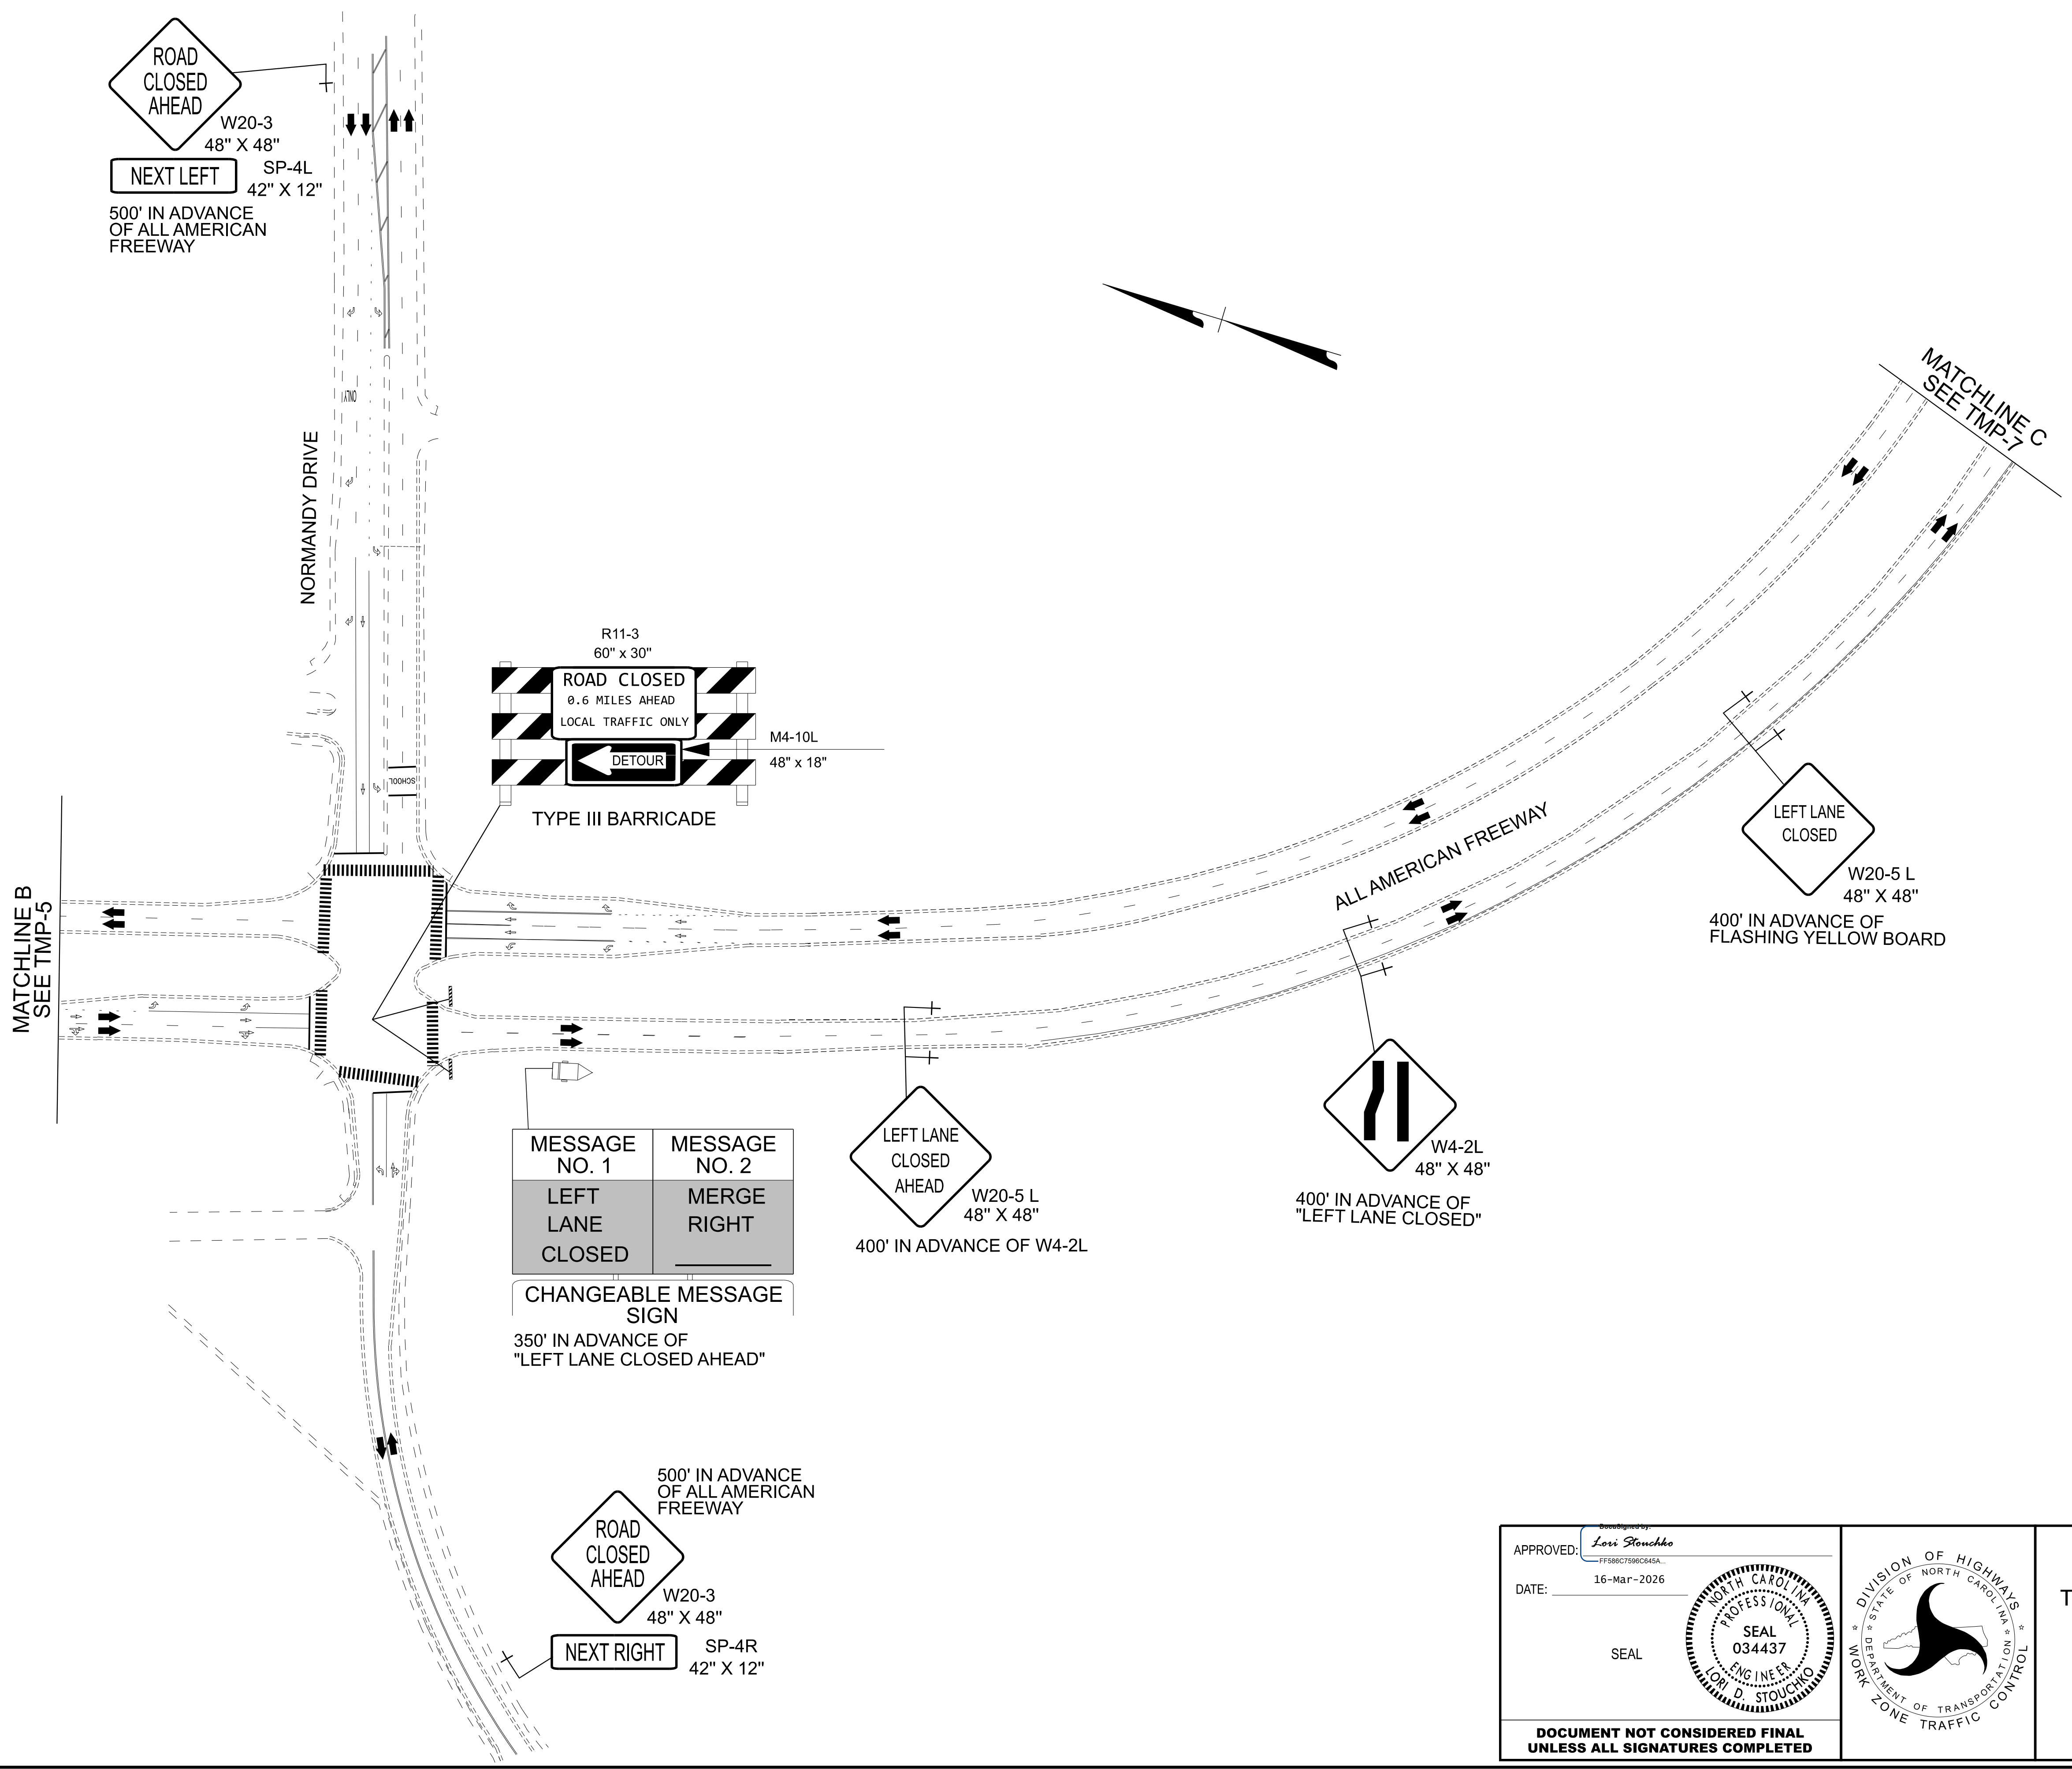 ROAD
CLOSED
AHEAD
W20-3
48" X 48"
NEXT LEFT
SP-4L
42" X 12"
500' IN ADVANCE
OF ALL AMERICAN
FREEWAY
NORMANDY DRIVE
ONLY
SCHOOL
R11-3
60" x 30"
ROAD CLOSED
0.6 MILES AHEAD
LOCAL TRAFFIC ONLY
DETOUR
M4-10L
48" x 18"
TYPE III BARRICADE
MATCHLINE C
SEE TMP-7
ALL AMERICAN FREEWAY
LEFT LANE
CLOSED
W20-5 L
48" X 48"
400' IN ADVANCE OF
FLASHING YELLOW BOARD
MATCHLINE B
SEE TMP-5
W4-2L
48" X 48"
400' IN ADVANCE OF
"LEFT LANE CLOSED"
LEFT LANE
CLOSED
AHEAD
W20-5 L
48" X 48"
400' IN ADVANCE OF W4-2L
MESSAGE
NO. 1
MESSAGE
NO. 2
LEFT
LANE
CLOSED
MERGE
RIGHT
CHANGEABLE MESSAGE
SIGN
350' IN ADVANCE OF
"LEFT LANE CLOSED AHEAD"
500' IN ADVANCE
OF ALL AMERICAN
FREEWAY
ROAD
CLOSED
AHEAD
W20-3
48" X 48"
NEXT RIGHT
SP-4R
42" X 12"
DocuSigned by:
APPROVED: Lori Stouchko
FF586C7596C645A...
DATE: 16-Mar-2026
SEAL
NORTH CAROLINA
PROFESSIONAL
SEAL
034437
ENGINEER
LORI D. STOUCHKO
DOCUMENT NOT CONSIDERED FINAL
UNLESS ALL SIGNATURES COMPLETED
DIVISION OF HIGHWAYS
STATE OF NORTH CAROLINA
DEPARTMENT OF TRANSPORTATION
WORK ZONE TRAFFIC CONTROL
T